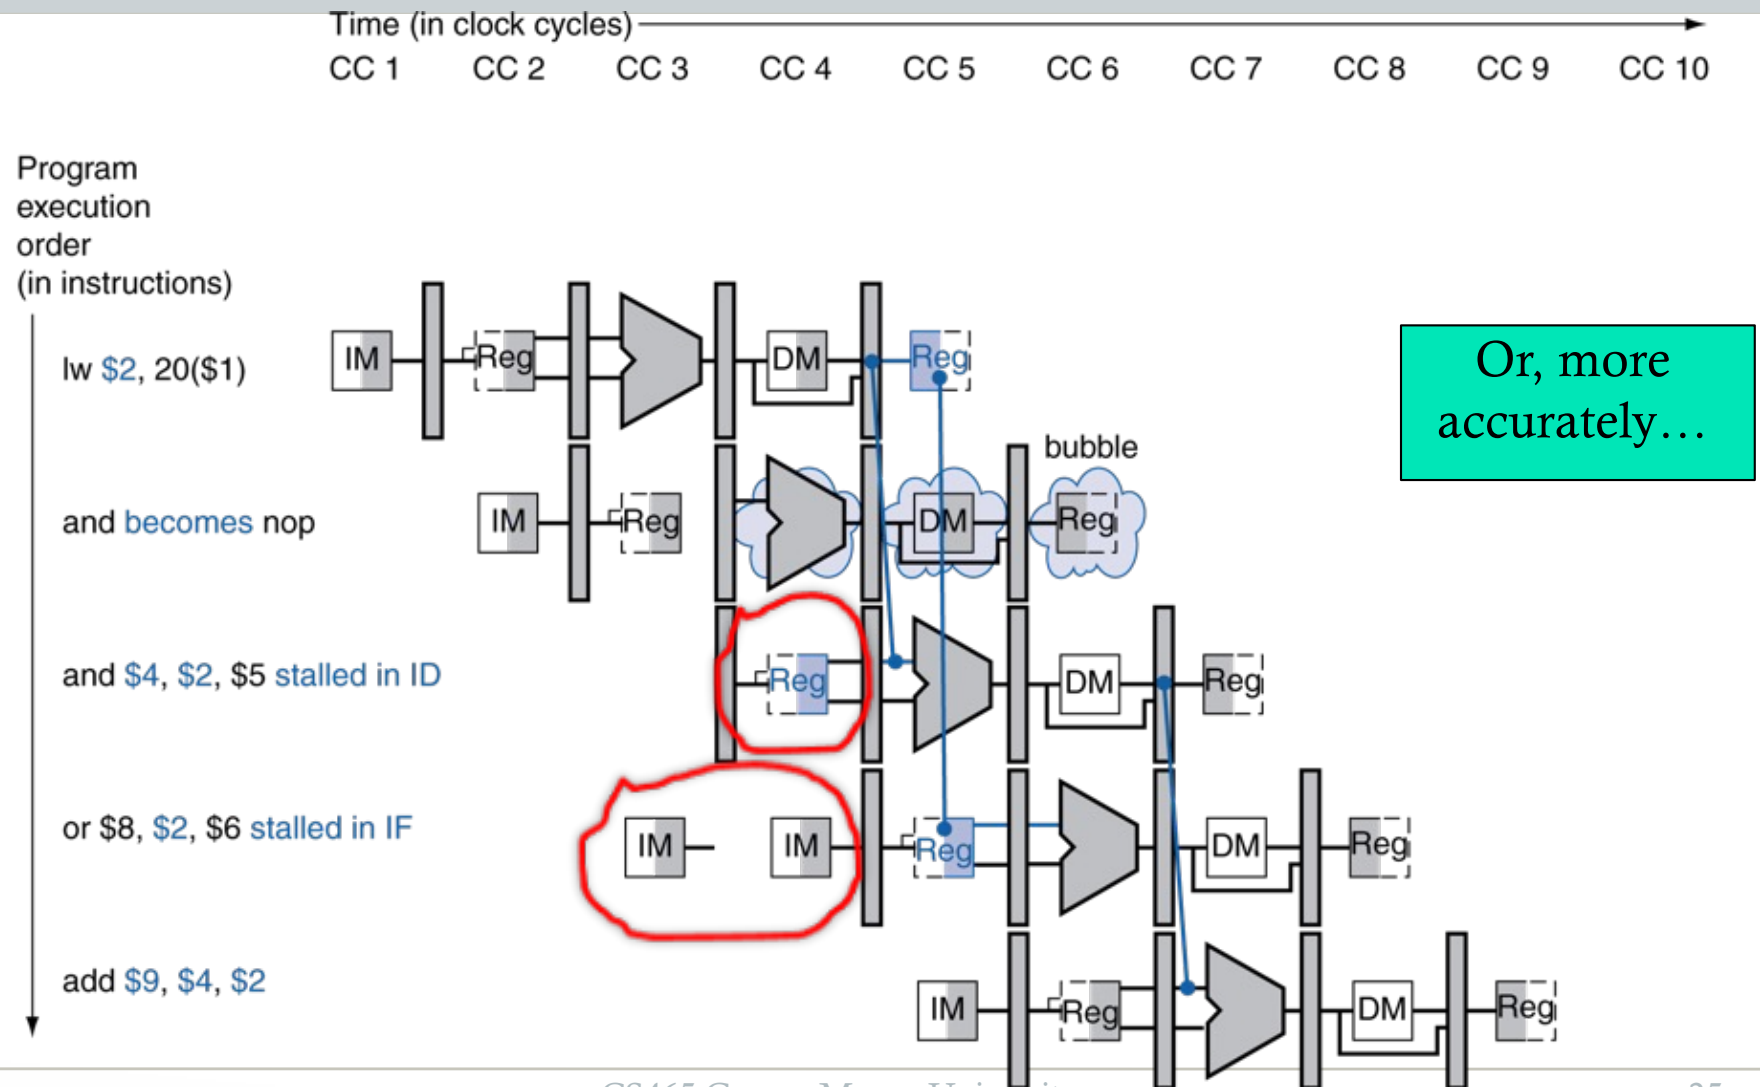 Time (in clock cycles)
CC 1 CC 2 CC 3 CC 4 CC 5 CC 6 CC 7 CC 8 CC 9 CC 10
Program
execution
order
(in instructions)
lw $2, 20($1)
IM Reg DM Reg
Or, more
accurately...
bubble
and becomes nop
IM Reg DM Reg
and $4, $2, $5 stalled in ID
Reg DM Reg
or $8, $2, $6 stalled in IF
IM IM Reg DM Reg
add $9, $4, $2
IM Reg DM Reg